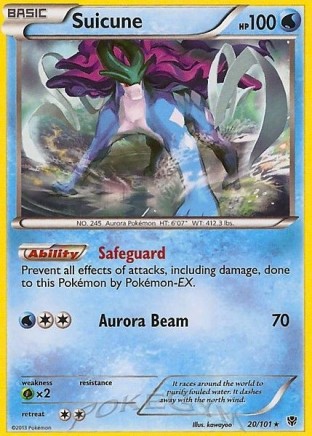 BASIC
Suicune
HP100
NO. 245 Aurora Pokémon HT: 6'07" WT: 412.3 lbs.
Ability Safeguard
Prevent all effects of attacks, including damage, done
to this Pokémon by Pokémon-EX.
Aurora Beam 70
weakness resistance
×2
retreat
It races around the world to
purify fouled water. It dashes away
with the north wind.
Illus. kawayoo 20/101 ★
©2013 Pokémon